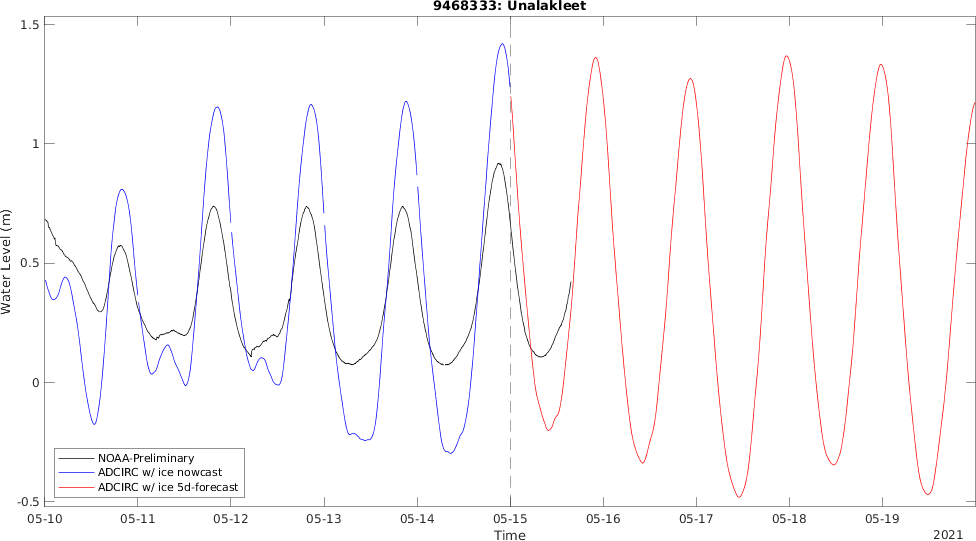 9468333: Unalakleet
1.5
1
0.5
0
-0.5
Water Level (m)
NOAA-Preliminary
ADCIRC w/ ice nowcast
ADCIRC w/ ice 5d-forecast
05-10 05-11 05-12 05-13 05-14 05-15 05-16 05-17 05-18 05-19
Time
2021